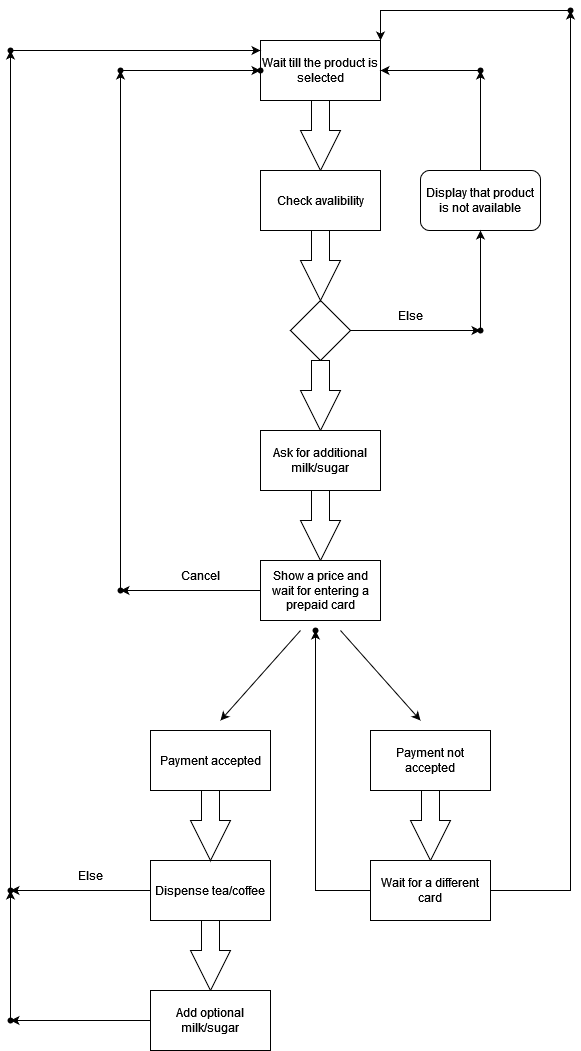 Wait till the product is
selected
Check avalibility
Display that product
is not available
Else
Ask for additional
milk/sugar
Cancel
Show a price and
wait for entering a
prepaid card
Payment accepted
Payment not
accepted
Else
Dispense tea/coffee
Wait for a different
card
Add optional
milk/sugar